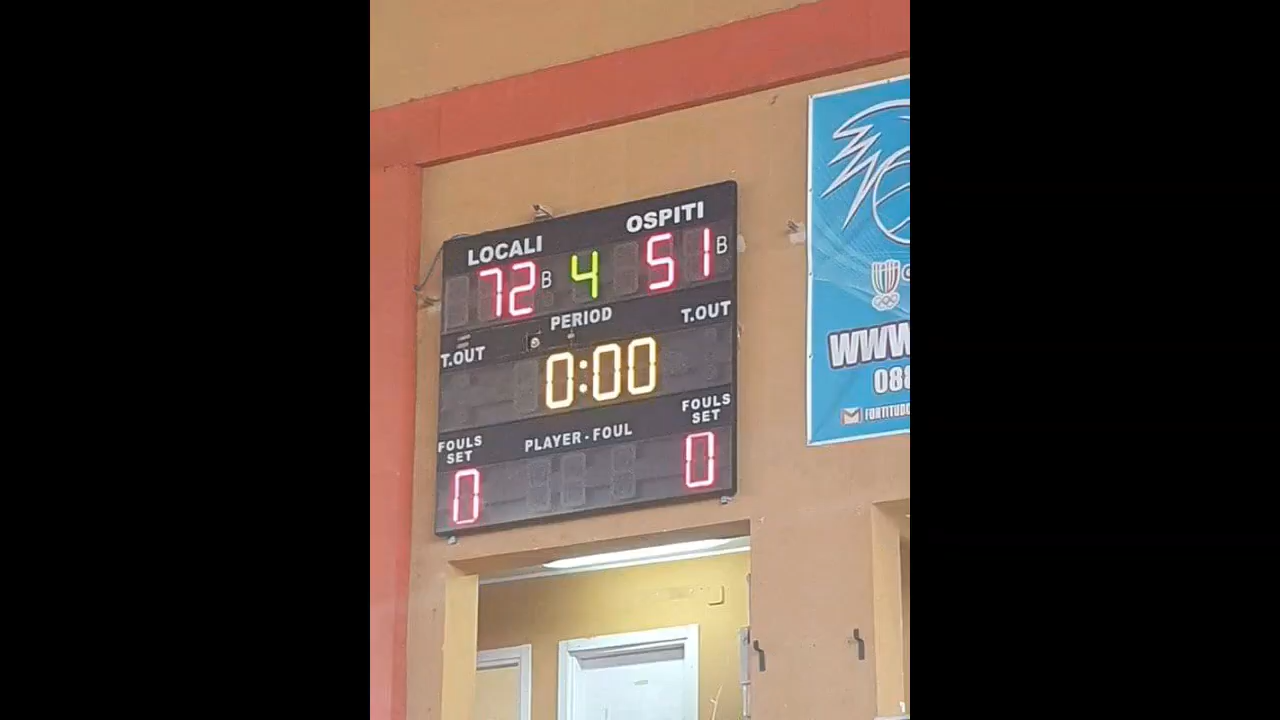 LOCALI OSPITI
72 B 4 51 B
PERIOD
T.OUT T.OUT
0:00
FOULS SET PLAYER-FOUL FOULS SET
0 0
WWW
088